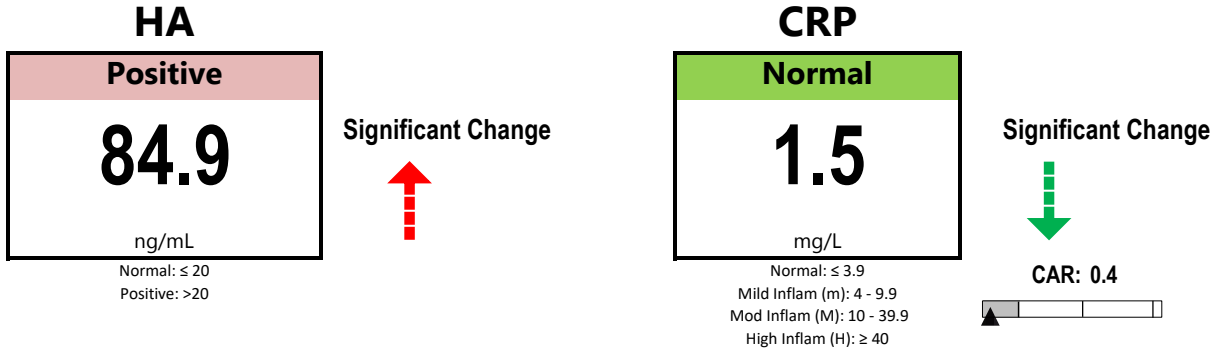 HA
Positive
84.9
ng/mL
Normal: ≤ 20
Positive: >20
Significant Change
CRP
Normal
1.5
mg/L
Normal: ≤ 3.9
Mild Inflam (m): 4 - 9.9
Mod Inflam (M): 10 - 39.9
High Inflam (H): ≥ 40
Significant Change
CAR: 0.4